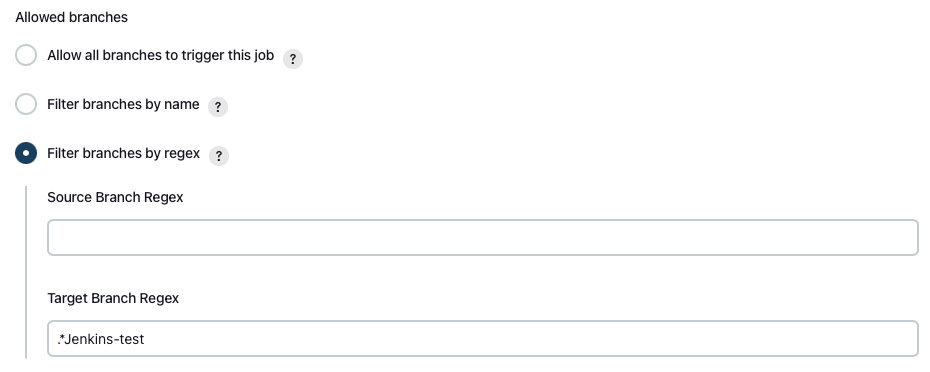 Allowed branches
Allow all branches to trigger this job ?
Filter branches by name ?
Filter branches by regex ?
Source Branch Regex
Target Branch Regex
.*Jenkins-test